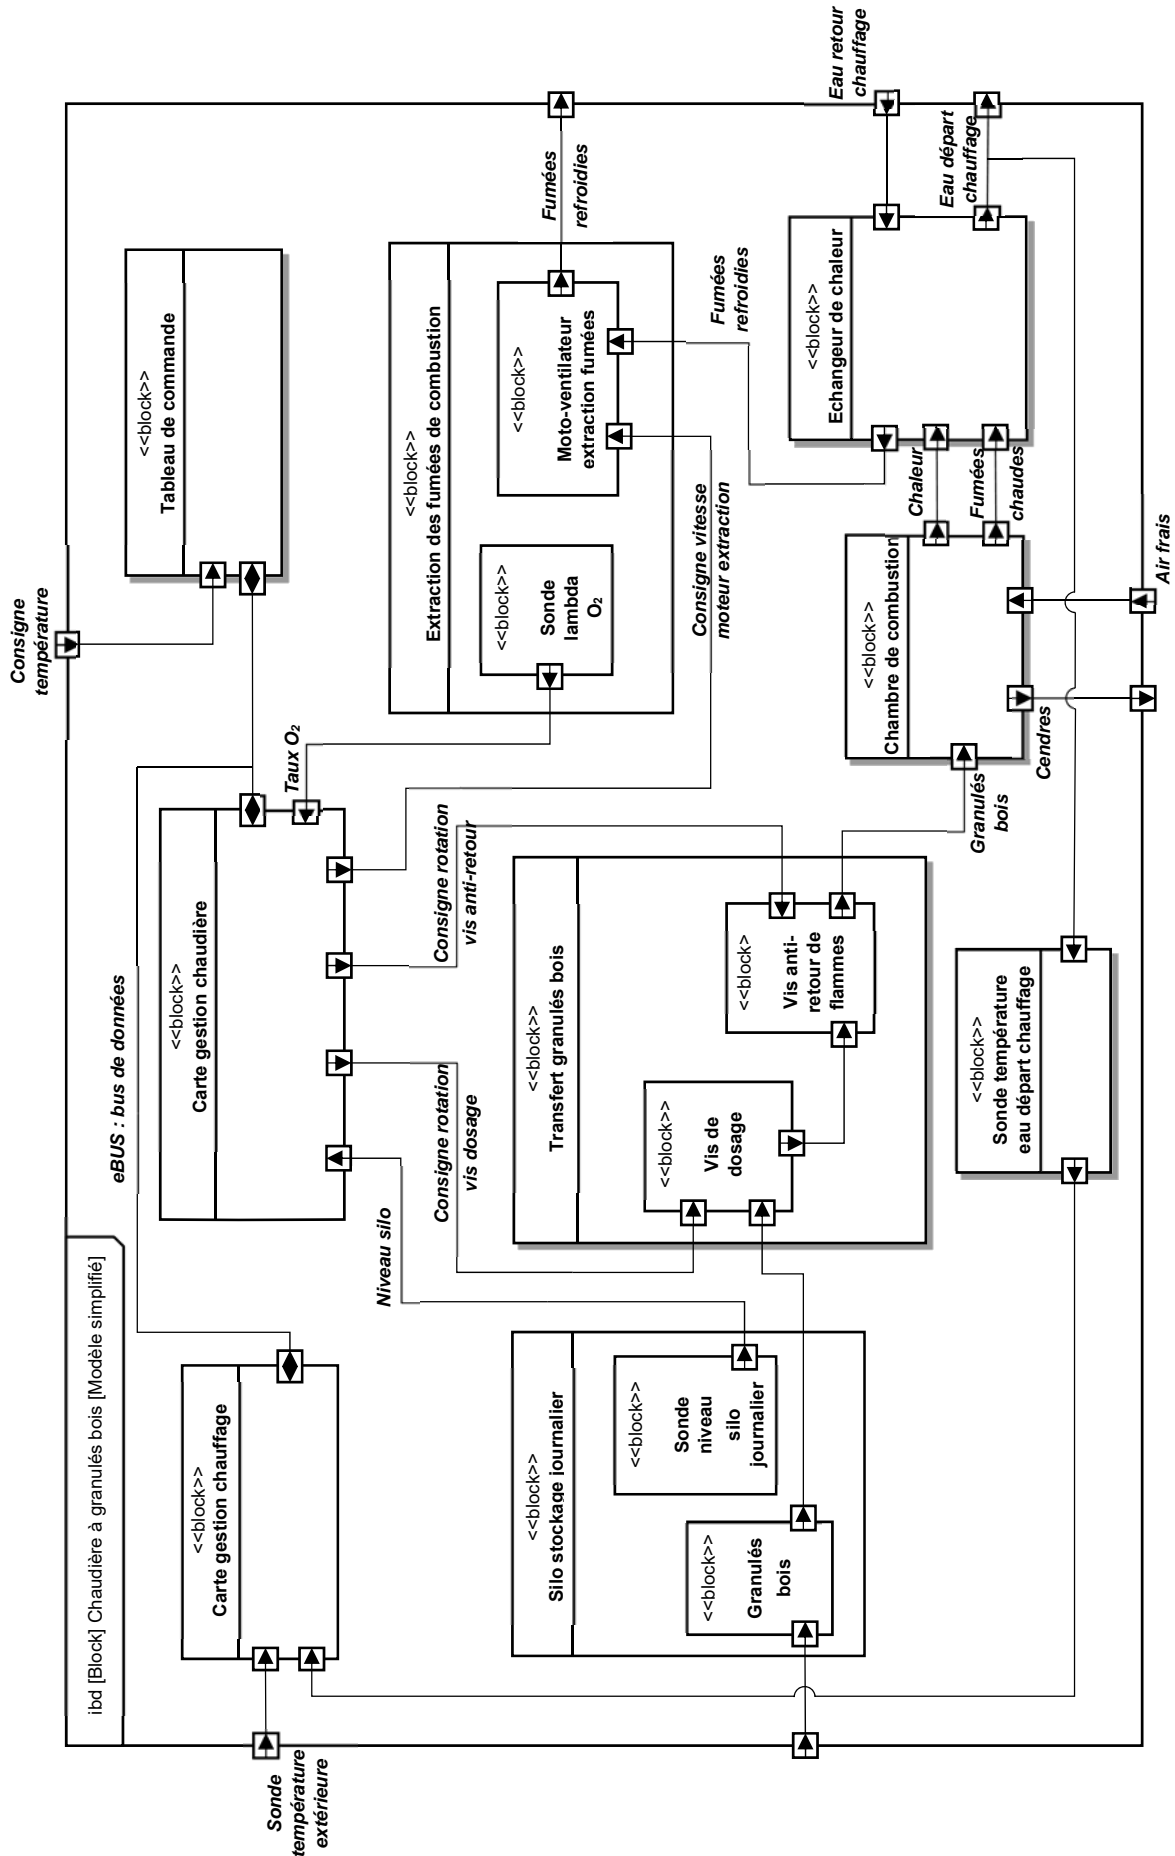 ibd [Block] Chaudière à granulés bois [Modèle simplifié]
Consigne
température
Sonde
température
extérieure
<<block>>
Carte gestion chauffage
eBUS : bus de données
<<block>>
Carte gestion chaudière
<<block>>
Tableau de commande
Niveau silo
Consigne rotation
vis dosage
Consigne rotation
vis anti-retour
Taux O₂
<<block>>
Extraction des fumées de combustion
<<block>>
Sonde
lambda
O₂
<<block>>
Moto-ventilateur
extraction fumées
Fumées
refroidies
Consigne vitesse
moteur extraction
Fumées
refroidies
<<block>>
Silo stockage journalier
<<block>>
Sonde
niveau
silo
journalier
<<block>>
Granulés
bois
<<block>>
Transfert granulés bois
<<block>>
Vis de
dosage
<<block>
Vis anti-
retour de
flammes
Granulés
bois
<<block>>
Chambre de combustion
Chaleur
Fumées
chaudes
<<block>>
Echangeur de chaleur
Eau retour
chauffage
Eau départ
chauffage
Cendres
Air frais
<<block>>
Sonde température
eau départ chauffage